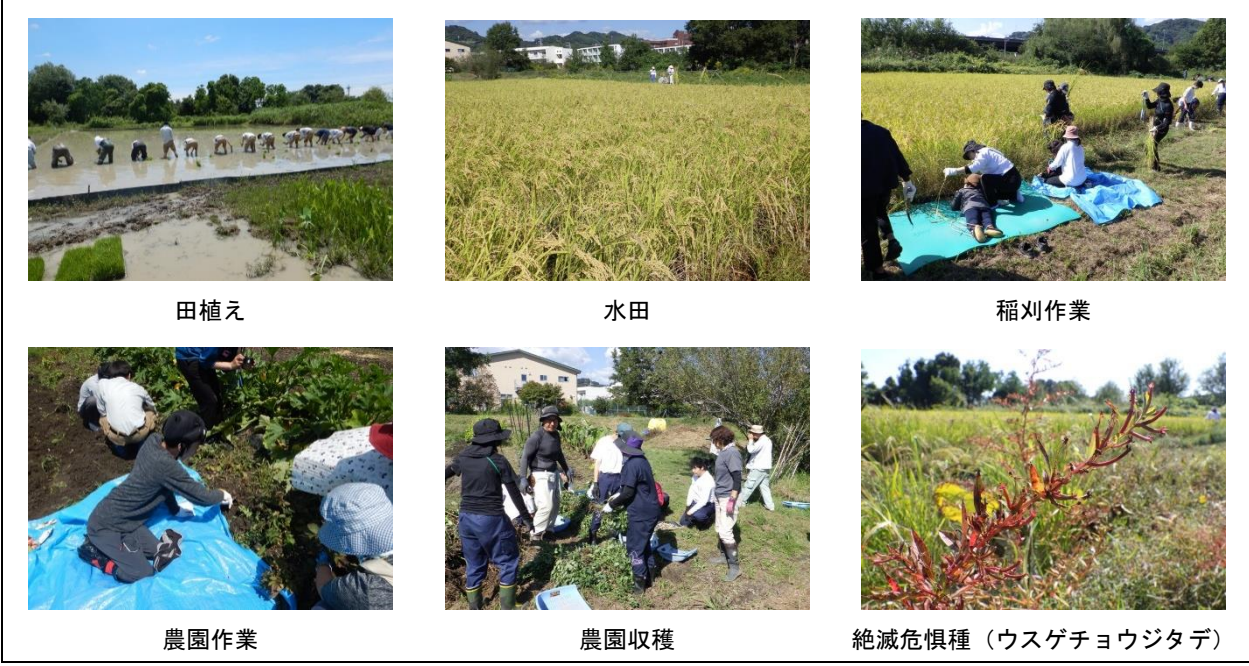 田植え
水田
稲刈作業
農園作業
農園収穫
絶滅危惧種（ウスゲチョウジタデ）